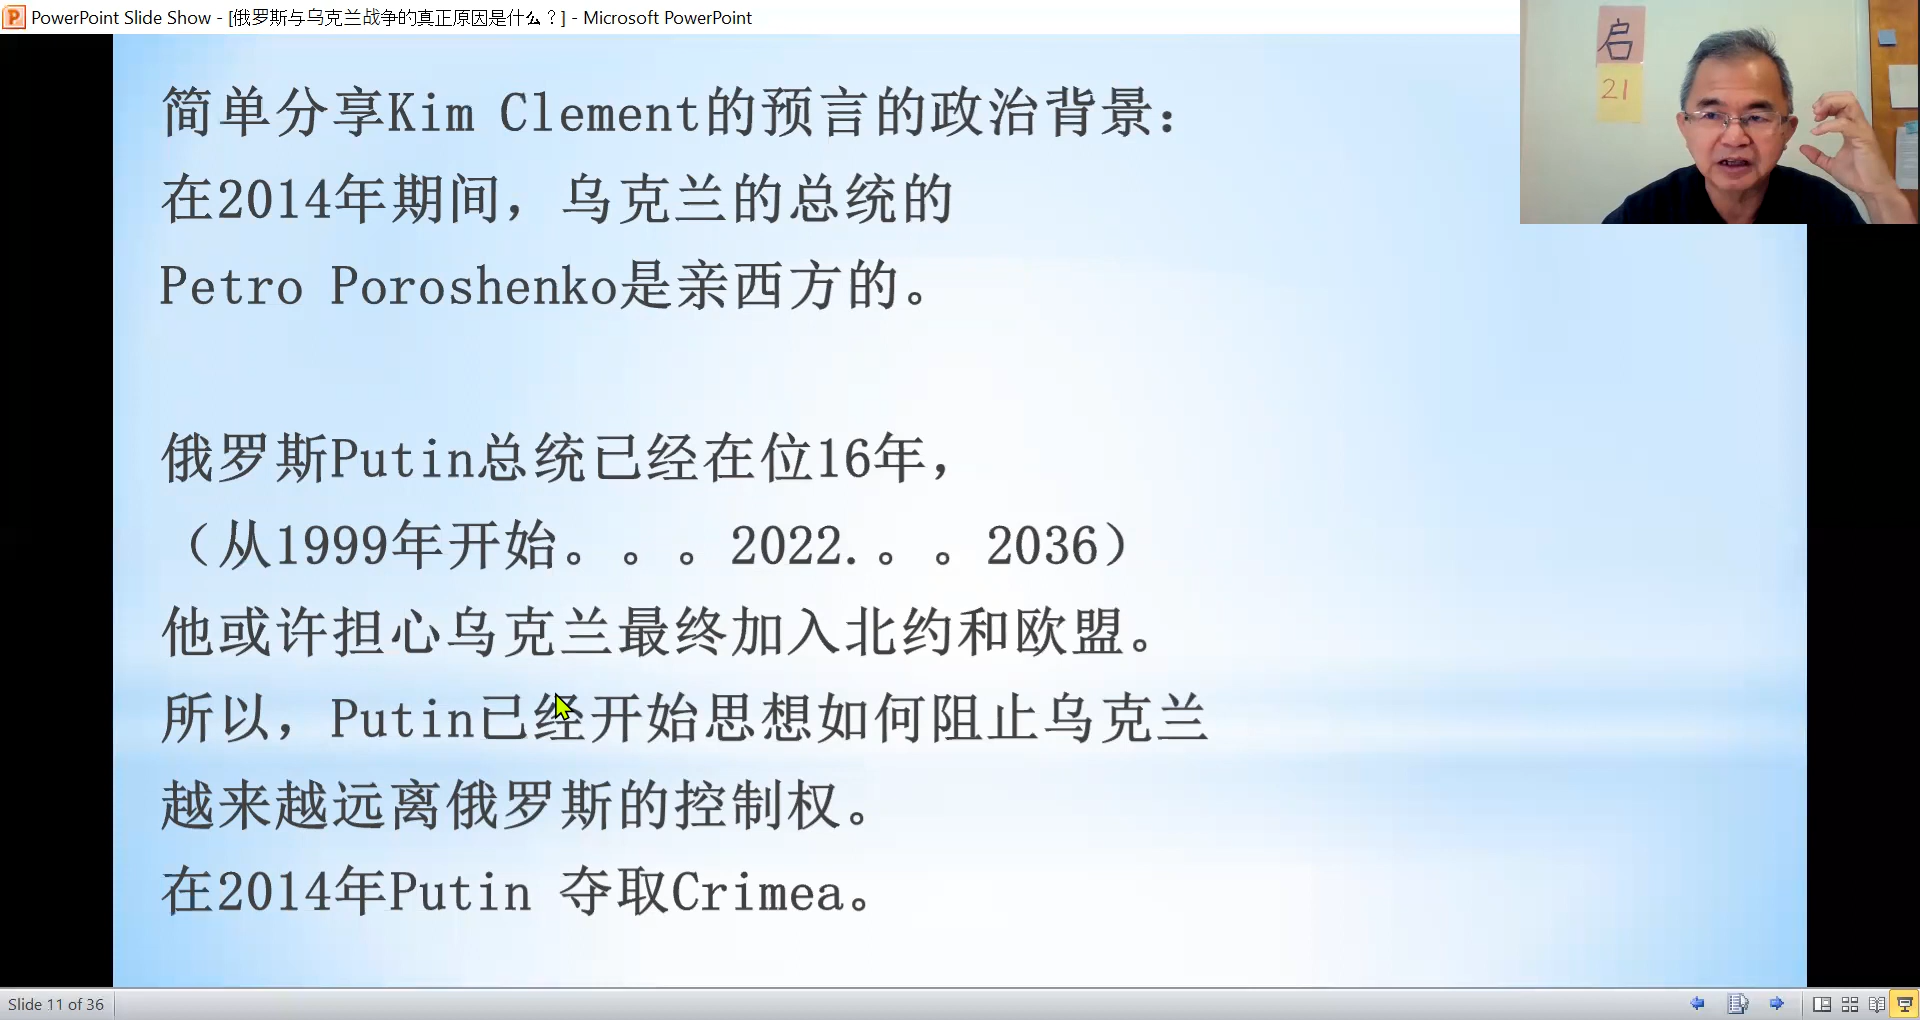 PowerPoint Slide Show - [俄罗斯与乌克兰战争的真正原因是什么？] - Microsoft PowerPoint
启
21
简单分享Kim Clement的预言的政治背景：
在2014年期间，乌克兰的总统的
Petro Poroshenko是亲西方的。
俄罗斯Putin总统已经在位16年，
（从1999年开始。。。2022.。。2036）
他或许担心乌克兰最终加入北约和欧盟。
所以，Putin已经开始思想如何阻止乌克兰
越来越远离俄罗斯的控制权。
在2014年Putin 夺取Crimea。
Slide 11 of 36